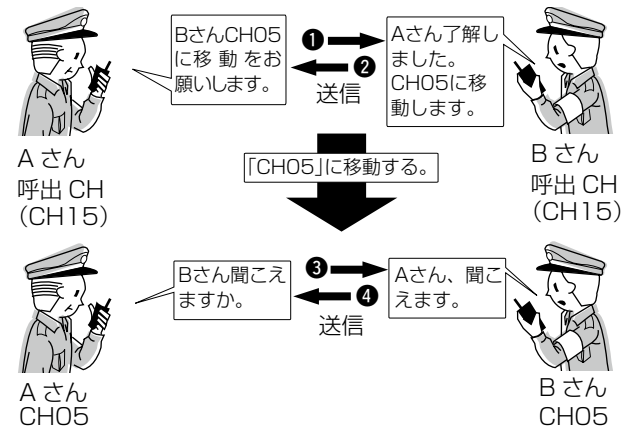 BさんCH05
に移動をお
願いします。
❶
❷
送信
Aさん了解し
ました。
CH05に移
動します。
Aさん
呼出CH
(CH15)
Bさん
呼出CH
(CH15)
「CH05」に移動する。
Bさん聞こえ
ますか。
❸
❹
送信
Aさん、聞こ
えます。
Aさん
CH05
Bさん
CH05